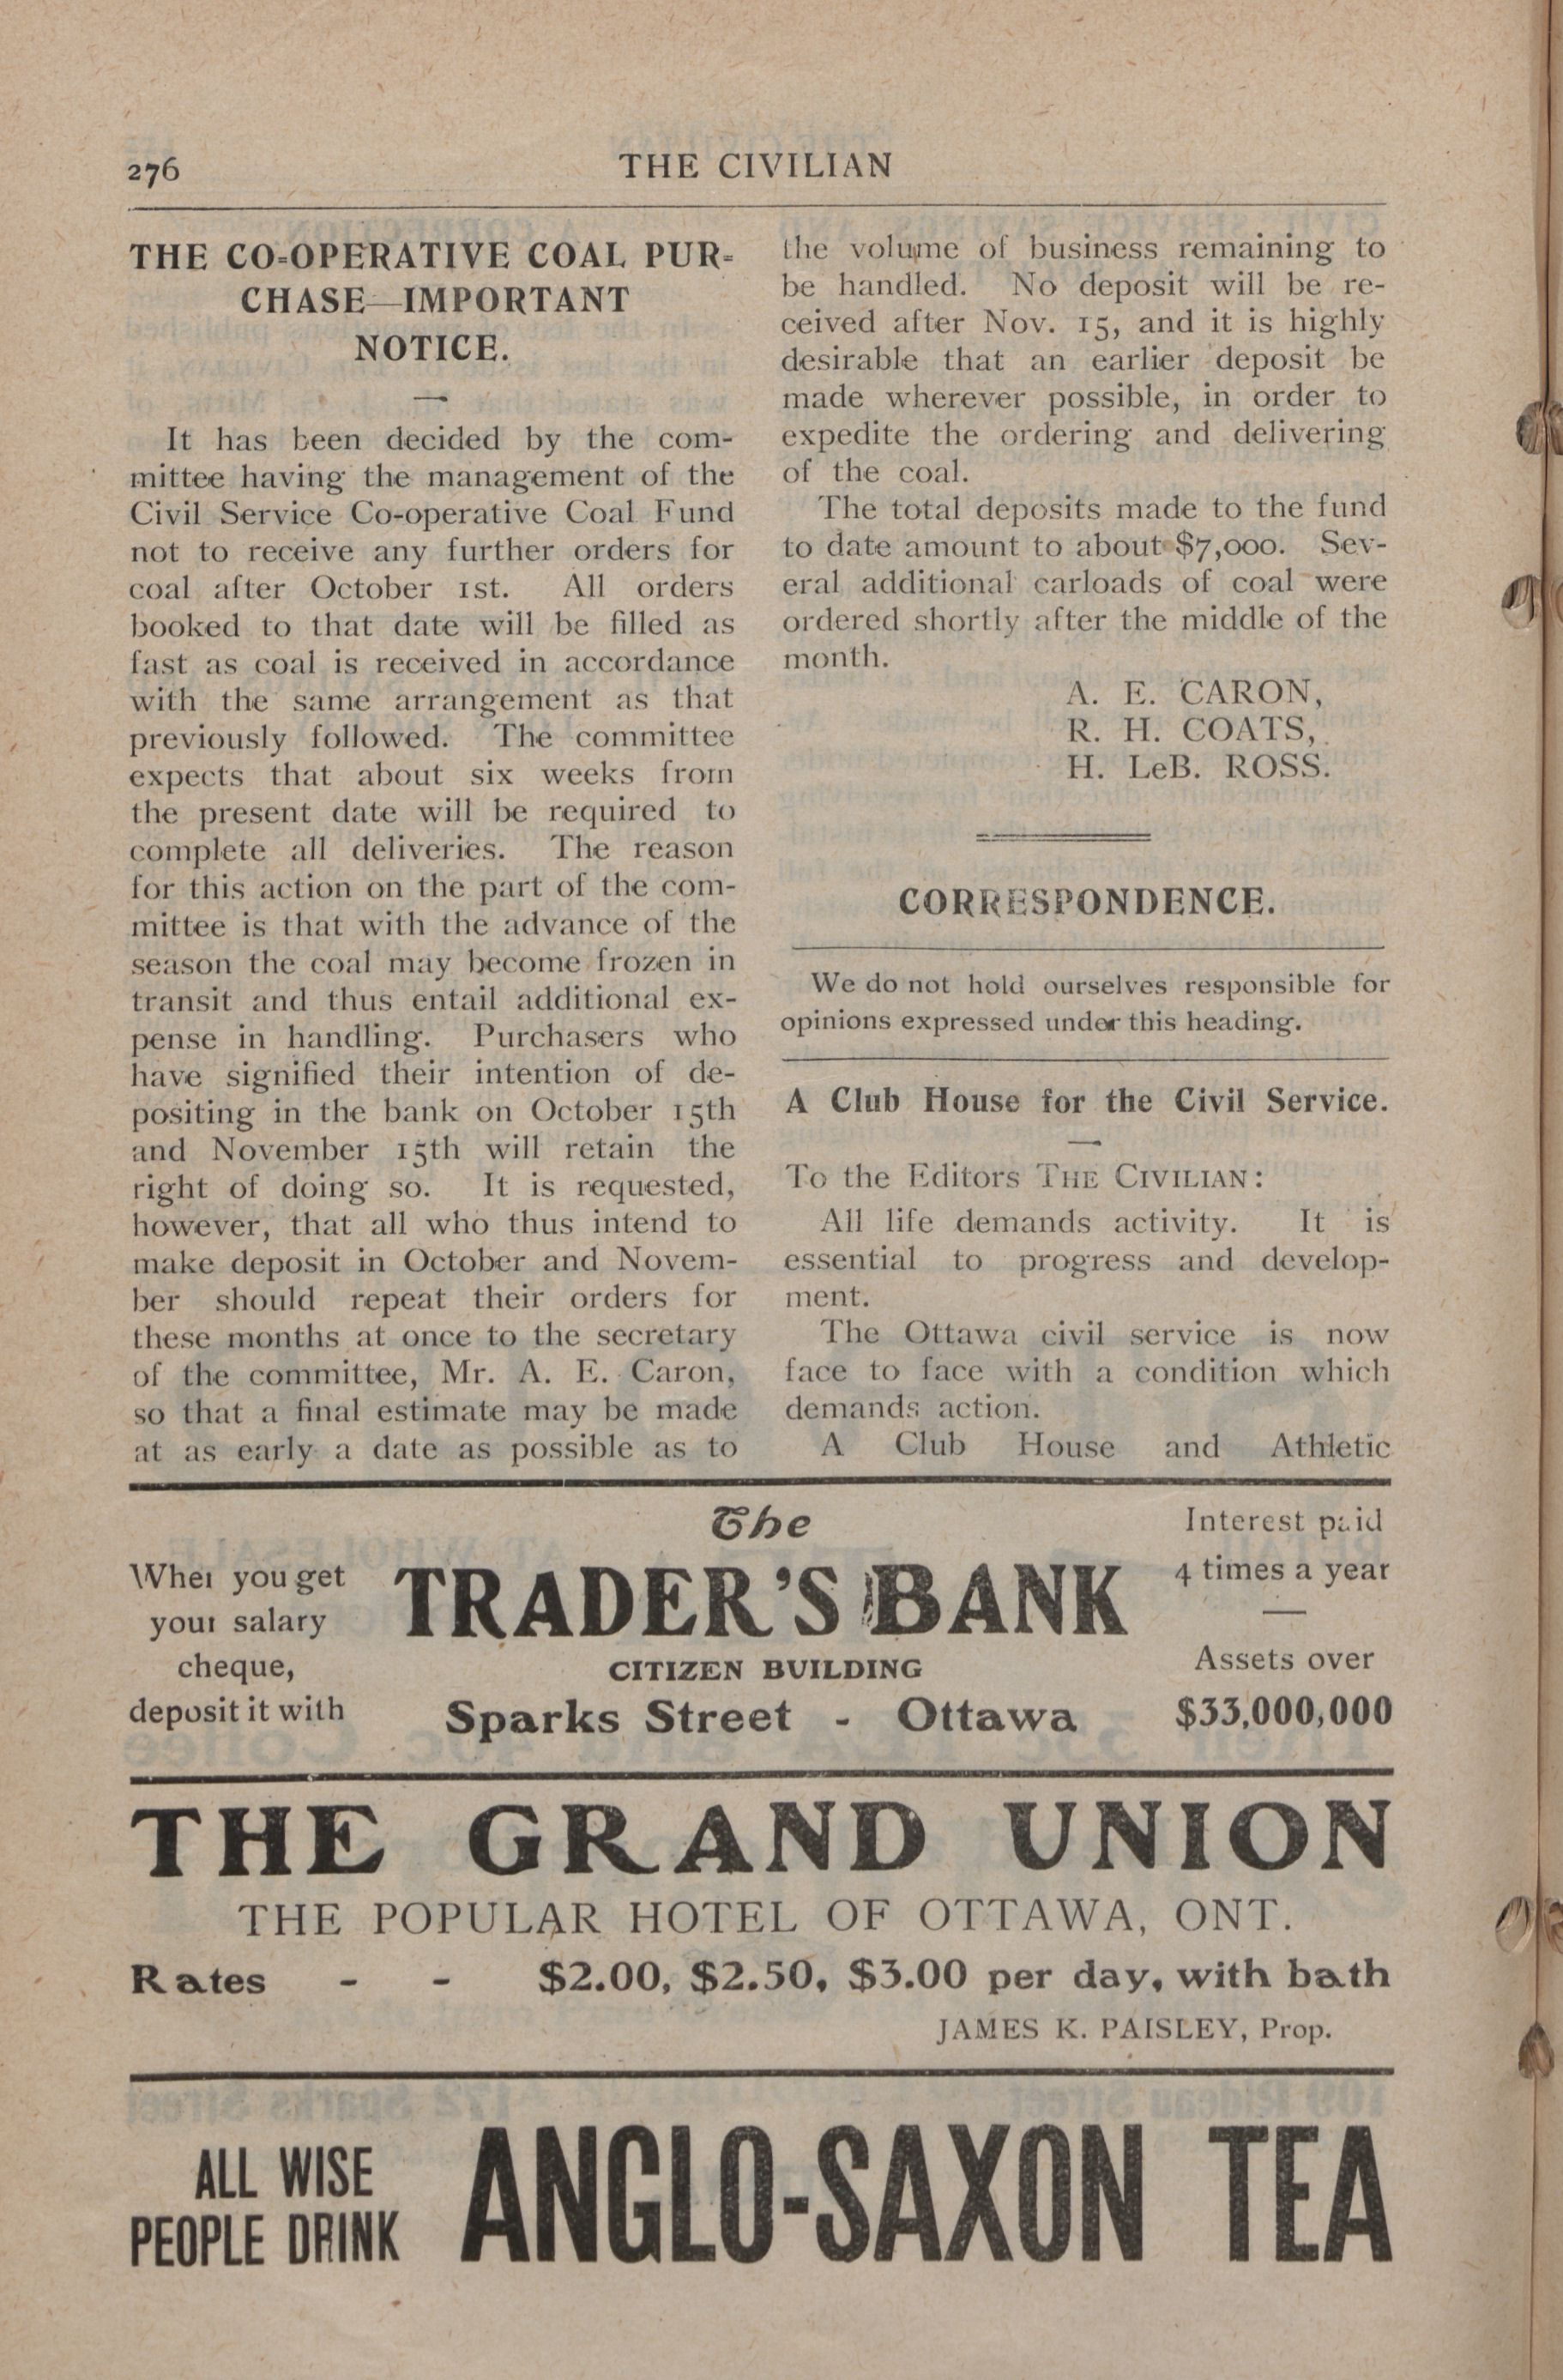 276
THE CIVILIAN
THE CO-OPERATIVE COAL PUR-
CHASE—IMPORTANT
NOTICE.
It has been decided by the com-
mittee having the management of the
Civil Service Co-operative Coal Fund
not to receive any further orders for
coal after October 1st. All orders
booked to that date will be filled as
fast as coal is received in accordance
with the same arrangement as that
previously followed. The committee
expects that about six weeks from
the present date will be required to
complete all deliveries. The reason
for this action on the part of the com-
mittee is that with the advance of the
season the coal may become frozen in
transit and thus entail additional ex-
pense in handling. Purchasers who
have signified their intention of de-
positing in the bank on October 15th
and November 15th will retain the
right of doing so. It is requested,
however, that all who thus intend to
make deposit in October and Novem-
ber should repeat their orders for
these months at once to the secretary
of the committee, Mr. A. E. Caron,
so that a final estimate may be made
at as early a date as possible as to
the volume of business remaining to
be handled. No deposit will be re-
ceived after Nov. 15, and it is highly
desirable that an earlier deposit be
made wherever possible, in order to
expedite the ordering and delivering
of the coal.
The total deposits made to the fund
to date amount to about $7,000. Sev-
eral additional carloads of coal were
ordered shortly after the middle of the
month.
A. E. CARON,
R. H. COATS,
H. LeB. ROSS.
CORRESPONDENCE.
We do not hold ourselves responsible for
opinions expressed under this heading.
A Club House for the Civil Service.
To the Editors THE CIVILIAN:
All life demands activity. It is
essential to progress and develop-
ment.
The Ottawa civil service is now
face to face with a condition which
demands action.
A Club House and Athletic
When you get
your salary
cheque,
deposit it with
The
TRADER'S BANK
CITIZEN BUILDING
Sparks Street - Ottawa
Interest paid
4 times a year
Assets over
$33,000,000
THE GRAND UNION
THE POPULAR HOTEL OF OTTAWA, ONT.
Rates - - $2.00, $2.50, $3.00 per day, with bath
JAMES K. PAISLEY, Prop.
ALL WISE
PEOPLE DRINK
ANGLO-SAXON TEA